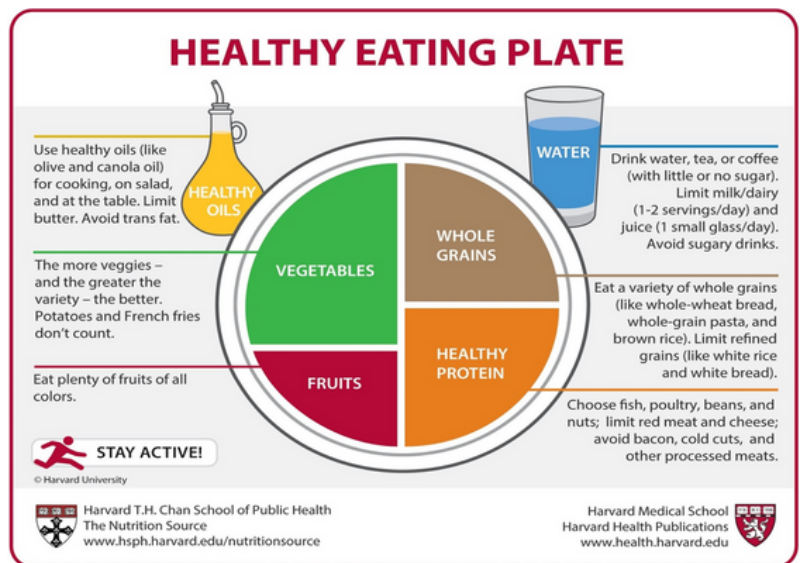 HEALTHY EATING PLATE
Use healthy oils (like
olive and canola oil)
for cooking, on salad,
and at the table. Limit
butter. Avoid trans fat.
HEALTHY
OILS
The more veggies –
and the greater the
variety – the better.
Potatoes and French fries
don’t count.
Eat plenty of fruits of all
colors.
VEGETABLES
FRUITS
WHOLE
GRAINS
HEALTHY
PROTEIN
WATER
Drink water, tea, or coffee
(with little or no sugar).
Limit milk/dairy
(1-2 servings/day) and
juice (1 small glass/day).
Avoid sugary drinks.
Eat a variety of whole grains
(like whole-wheat bread,
whole-grain pasta, and
brown rice). Limit refined
grains (like white rice
and white bread).
Choose fish, poultry, beans, and
nuts; limit red meat and cheese;
avoid bacon, cold cuts, and
other processed meats.
STAY ACTIVE!
© Harvard University
Harvard T.H. Chan School of Public Health
The Nutrition Source
www.hsph.harvard.edu/nutritionsource
Harvard Medical School
Harvard Health Publications
www.health.harvard.edu